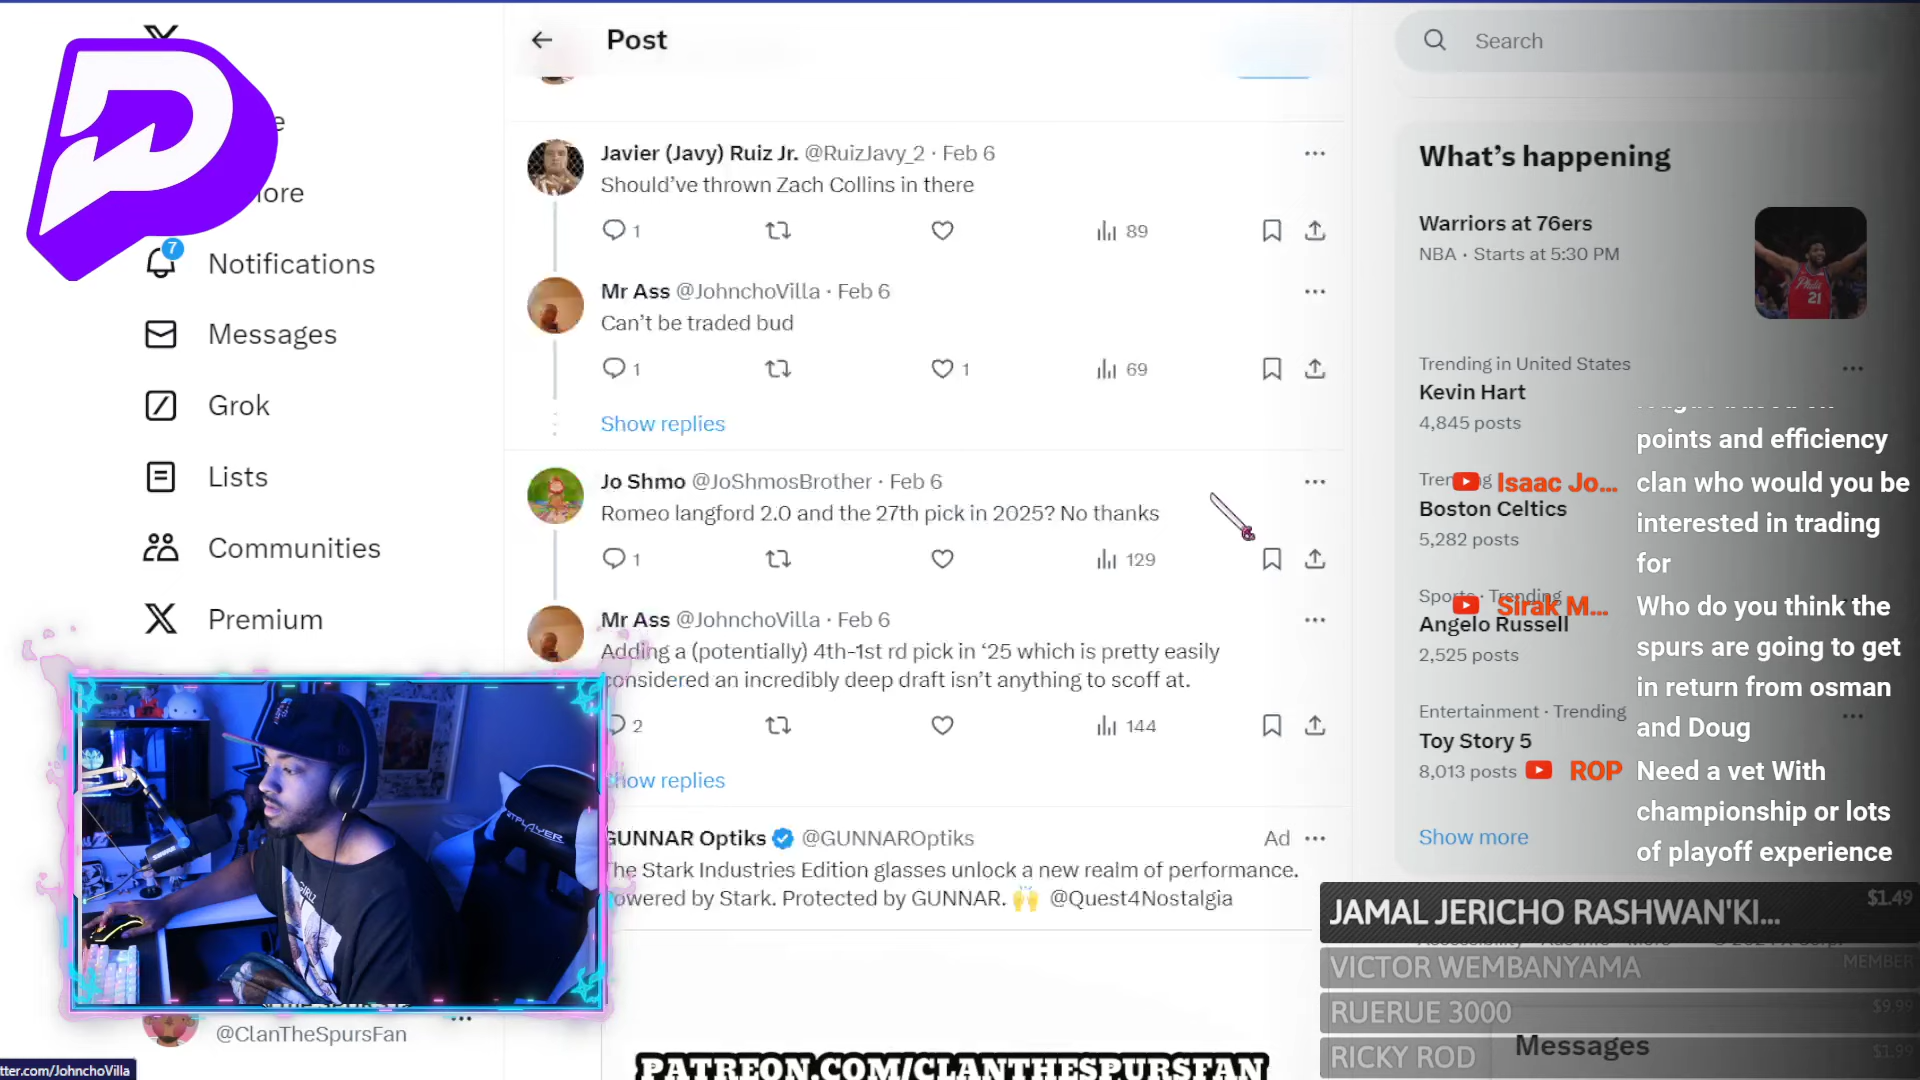 Post
Search
Javier (Javy) Ruiz Jr. @RuizJavy_2 · Feb 6
Should've thrown Zach Collins in there
1
89
Mr Ass @JohnchoVilla · Feb 6
Can't be traded bud
1
1
69
Show replies
Jo Shmo @JoShmosBrother · Feb 6
Romeo langford 2.0 and the 27th pick in 2025? No thanks
1
129
Mr Ass @JohnchoVilla · Feb 6
Adding a (potentially) 4th-1st rd pick in '25 which is pretty easily
considered an incredibly deep draft isn't anything to scoff at.
2
144
how replies
GUNNAR Optiks @GUNNAROptiks
Ad
The Stark Industries Edition glasses unlock a new realm of performance.
owered by Stark. Protected by GUNNAR. 🙌 @Quest4Nostalgia
7
Notifications
Messages
Grok
Lists
Communities
Premium
@ClanTheSpursFan
tter.com/JohnchoVilla
PATREON.COM/CLANTHESPURSFAN
What's happening
Warriors at 76ers
NBA · Starts at 5:30 PM
Trending in United States
Kevin Hart
4,845 posts
Boston Celtics
5,282 posts
Sports · Trending
Angelo Russell
2,525 posts
Entertainment · Trending
Toy Story 5
8,013 posts
Show more
points and efficiency
Isaac Jo... clan who would you be
interested in trading
for
Sirak M... Who do you think the
spurs are going to get
in return from osman
and Doug
ROP Need a vet With
championship or lots
of playoff experience
JAMAL JERICHO RASHWAN'KI... $1.49
VICTOR WEMBANYAMA MEMBER
RUERUE 3000 $9.99
RICKY ROD $1.99
Messages